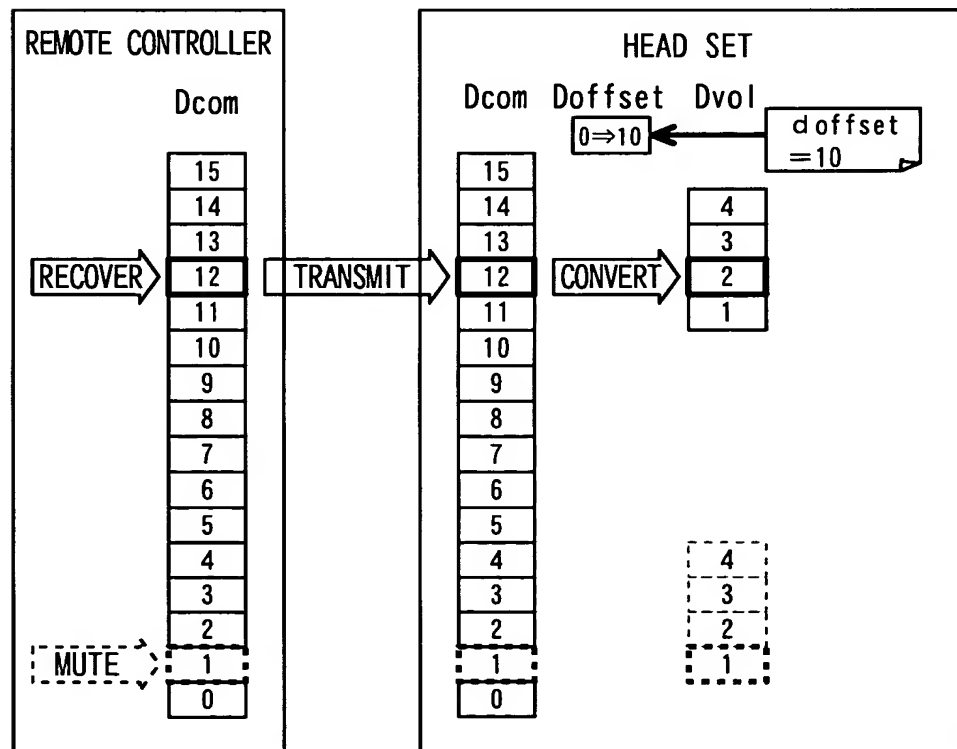 REMOTE CONTROLLER
HEAD SET
Dcom
Dcom Doffset Dvol
0⇒10
doffset
=10
15 15
14 14 4
13 13 3
RECOVER 12 TRANSMIT 12 CONVERT 2
11 11 1
10 10
9 9
8 8
7 7
6 6
5 5
4 4 4
3 3 3
2 2 2
MUTE 1 1 1
0 0